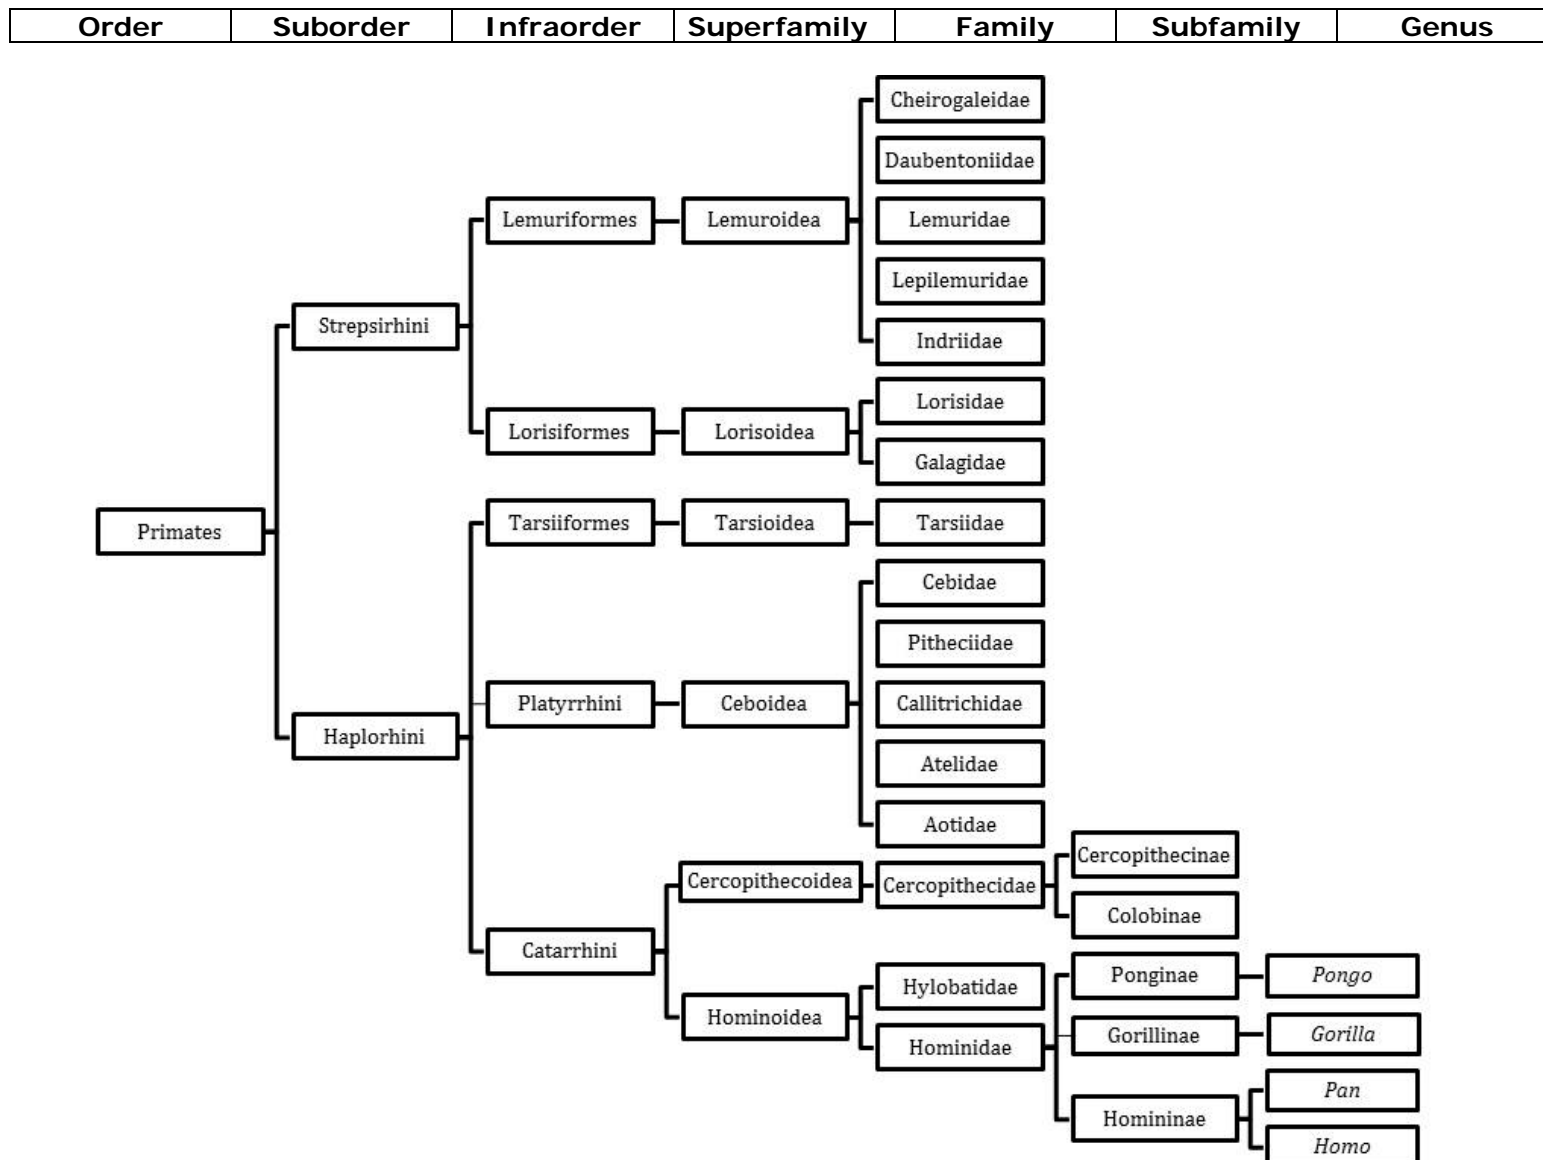 Order Suborder Infraorder Superfamily Family Subfamily Genus
Cheirogaleidae
Daubentoniidae
Lemuriformes Lemuroidea Lemuridae
Lepilemuridae
Strepsirhini
Indriidae
Lorisidae
Lorisiformes Lorisoidea
Galagidae
Primates
Tarsiiformes Tarsioidea Tarsiidae
Cebidae
Pitheciidae
Platyrrhini Ceboidea Callitrichidae
Haplorhini
Atelidae
Aotidae
Cercopithecinae
Cercopithecoidea Cercopithecidae
Colobinae
Catarrhini
Hylobatidae
Ponginae Pongo
Hominoidea
Hominidae
Gorillinae Gorilla
Pan
Homininae
Homo